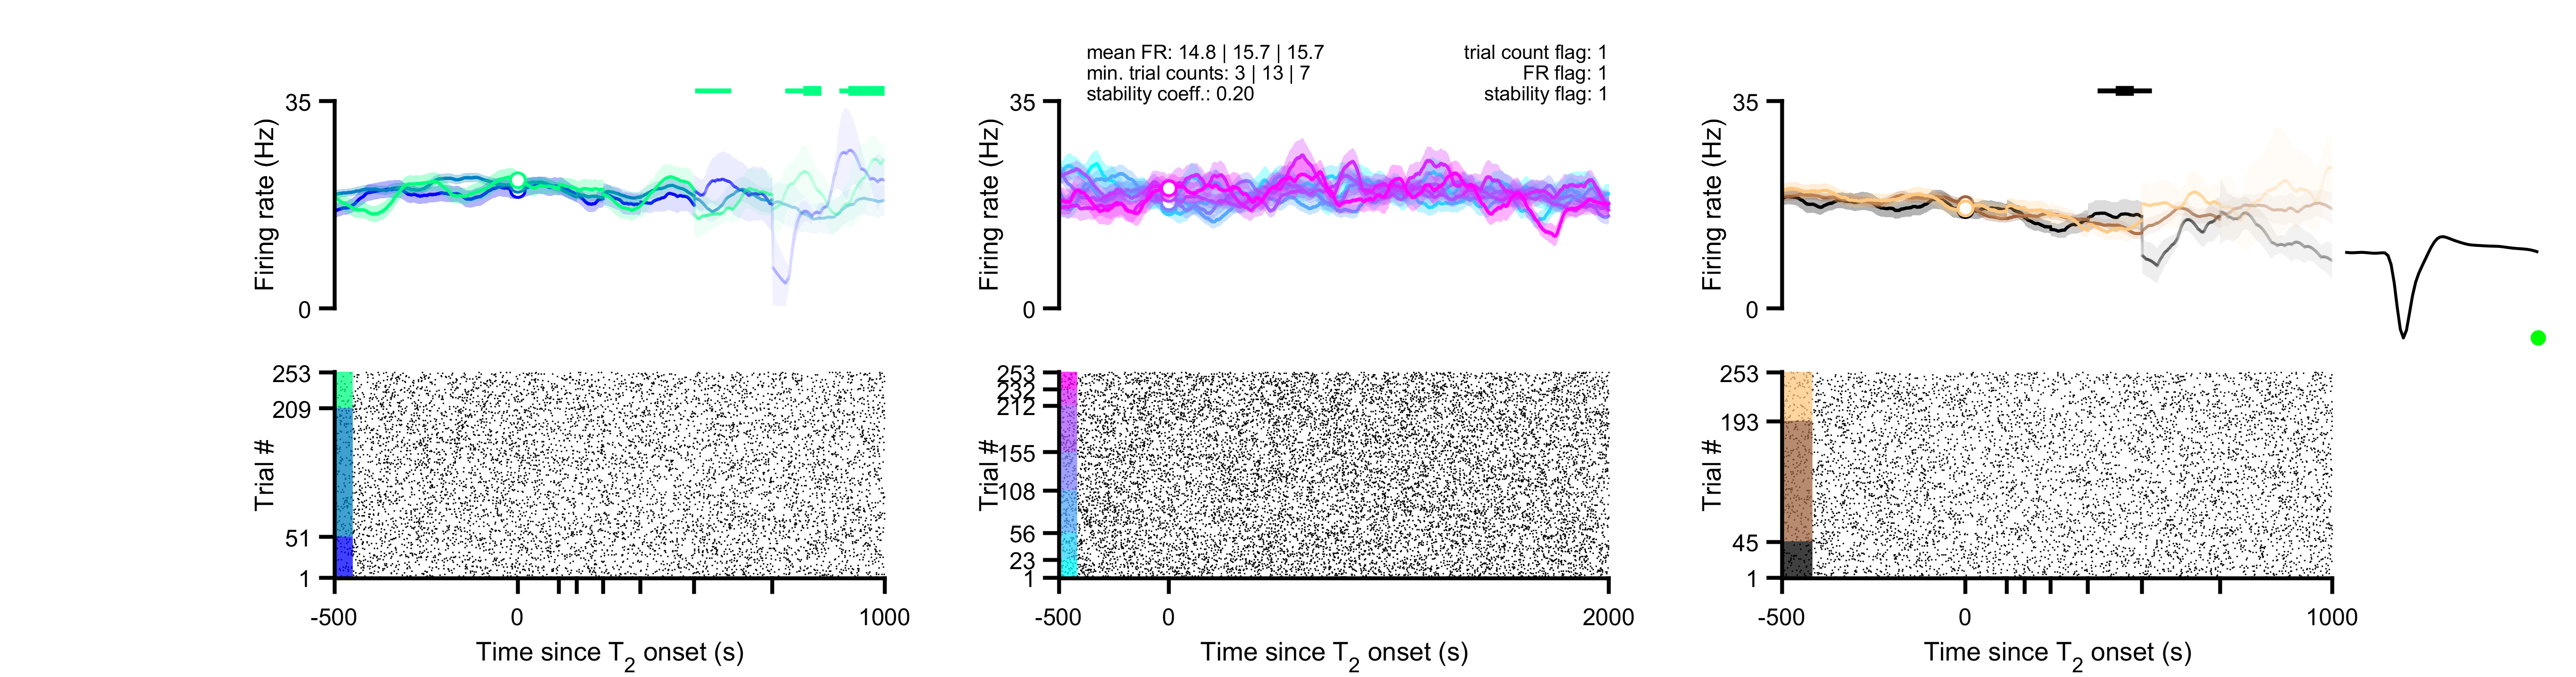 mean FR: 14.8 | 15.7 | 15.7
min. trial counts: 3 | 13 | 7
stability coeff.: 0.20
trial count flag: 1
FR flag: 1
stability flag: 1
Firing rate (Hz)
35
0
Firing rate (Hz)
35
0
Firing rate (Hz)
35
0
Trial #
253
209
51
1
-500
0
1000
Time since T2 onset (s)
Trial #
253
232
212
155
108
56
23
1
-500
0
2000
Time since T2 onset (s)
Trial #
253
193
45
1
-500
0
1000
Time since T2 onset (s)